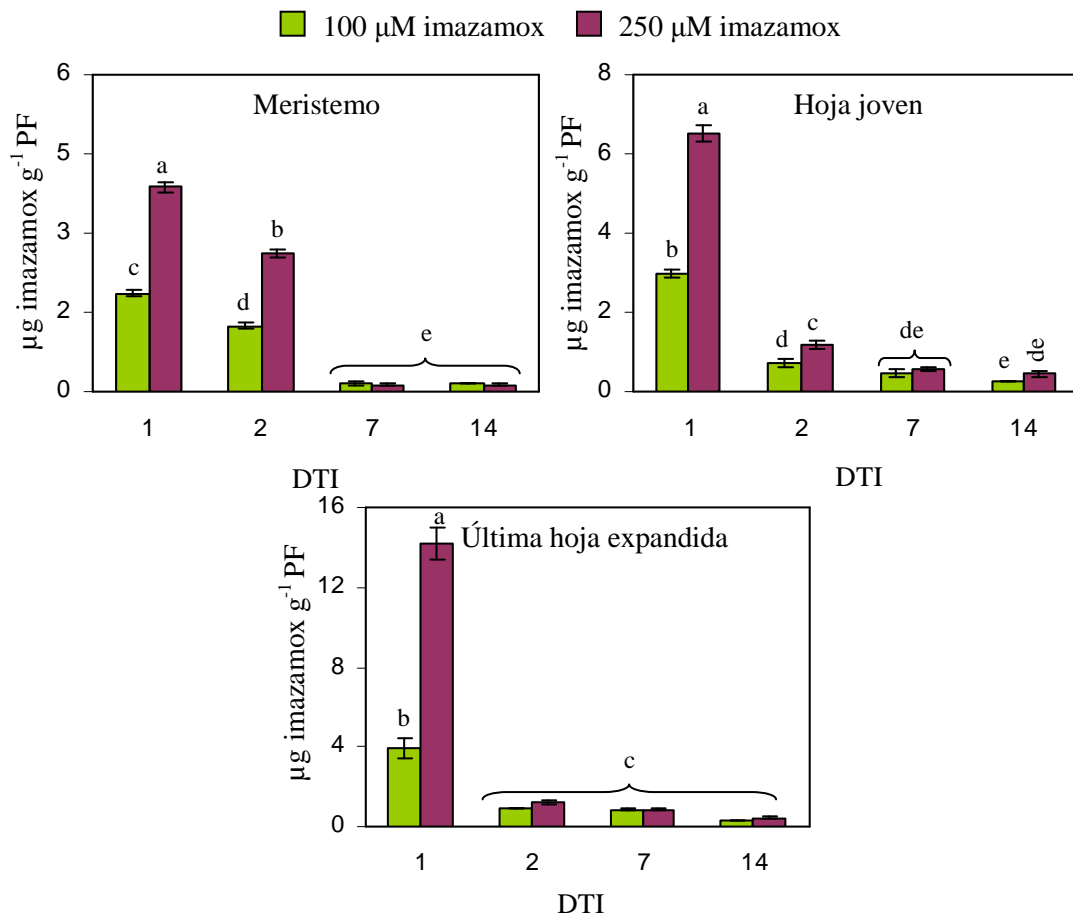 100 μM imazamox 250 μM imazamox
Meristemo
μg imazamox g⁻¹ PF
6
5
3
2
0
c
a
d
b
e
1 2 7 14
DTI
Hoja joven
μg imazamox g⁻¹ PF
8
6
4
2
0
b
a
d
c
de
e
de
1 2 7 14
DTI
Última hoja expandida
μg imazamox g⁻¹ PF
16
12
8
4
0
b
a
c
1 2 7 14
DTI